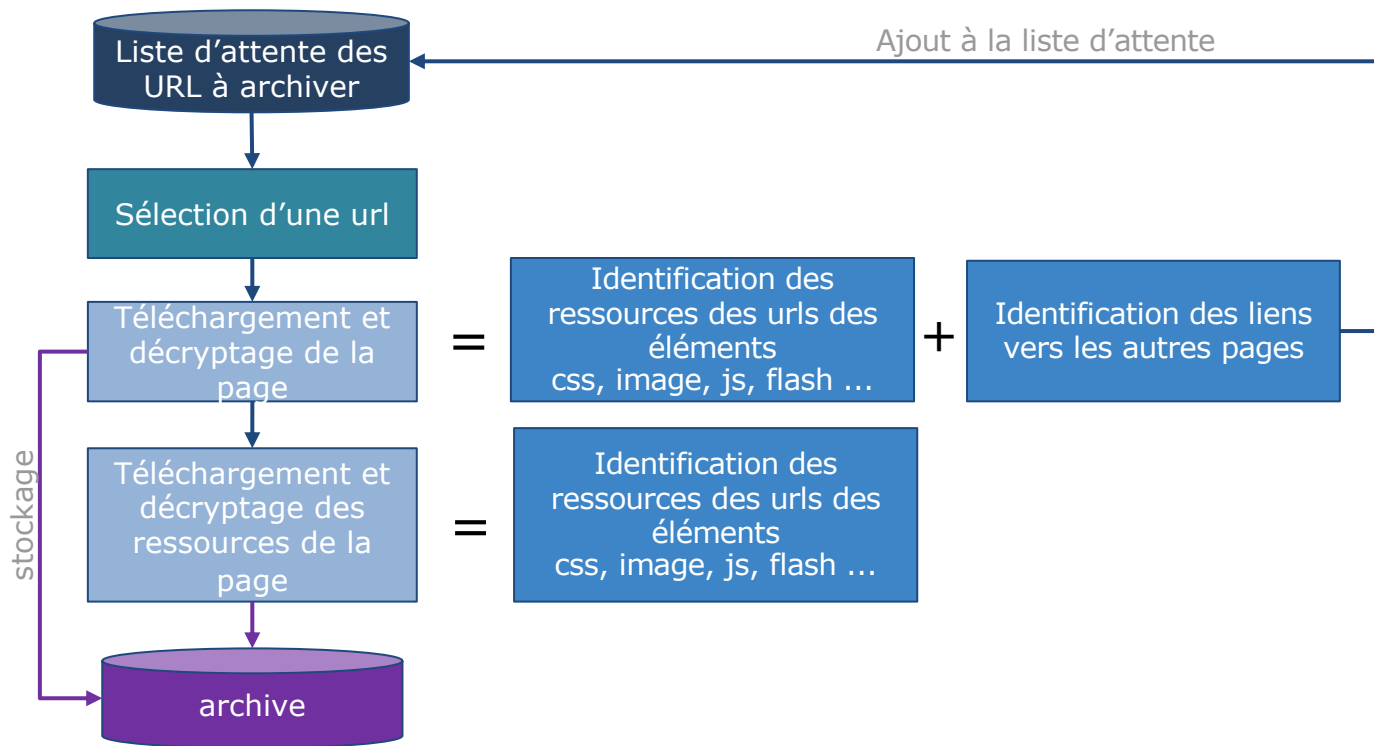 Liste d’attente des
URL à archiver
Ajout à la liste d’attente
Sélection d’une url
Téléchargement et
décryptage de la
page
=
Identification des
ressources des urls des
éléments
css, image, js, flash ...
+
Identification des liens
vers les autres pages
stockage
Téléchargement et
décryptage des
ressources de la
page
=
Identification des
ressources des urls des
éléments
css, image, js, flash ...
archive